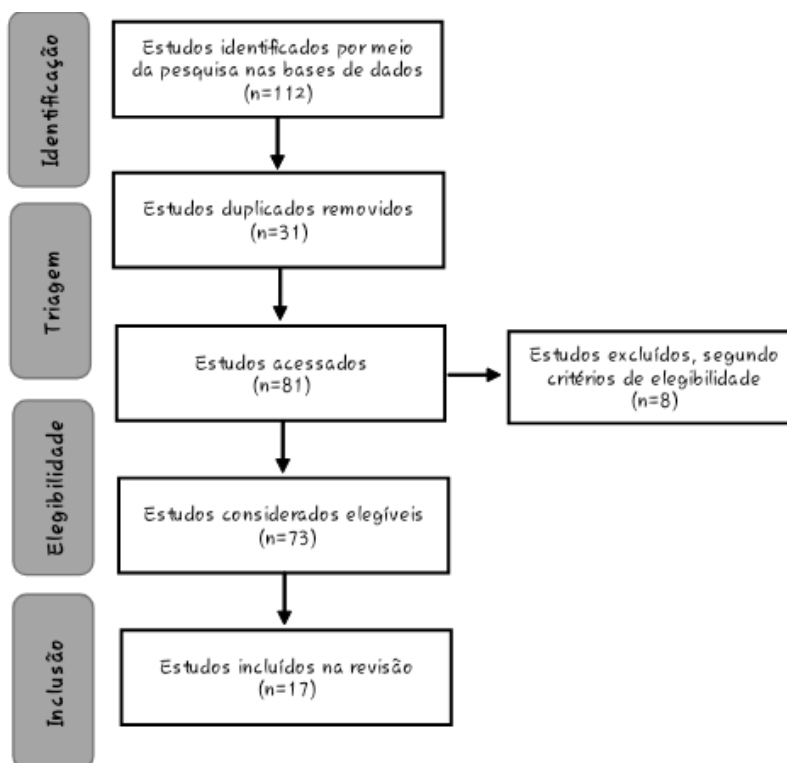 Identificação
Estudos identificados por meio
da pesquisa nas bases de dados
(n=112)
Triagem
Estudos duplicados removidos
(n=31)
Estudos acessados
(n=81)
Estudos excluídos, segundo
critérios de elegibilidade
(n=8)
Elegibilidade
Estudos considerados elegíveis
(n=73)
Inclusão
Estudos incluídos na revisão
(n=17)